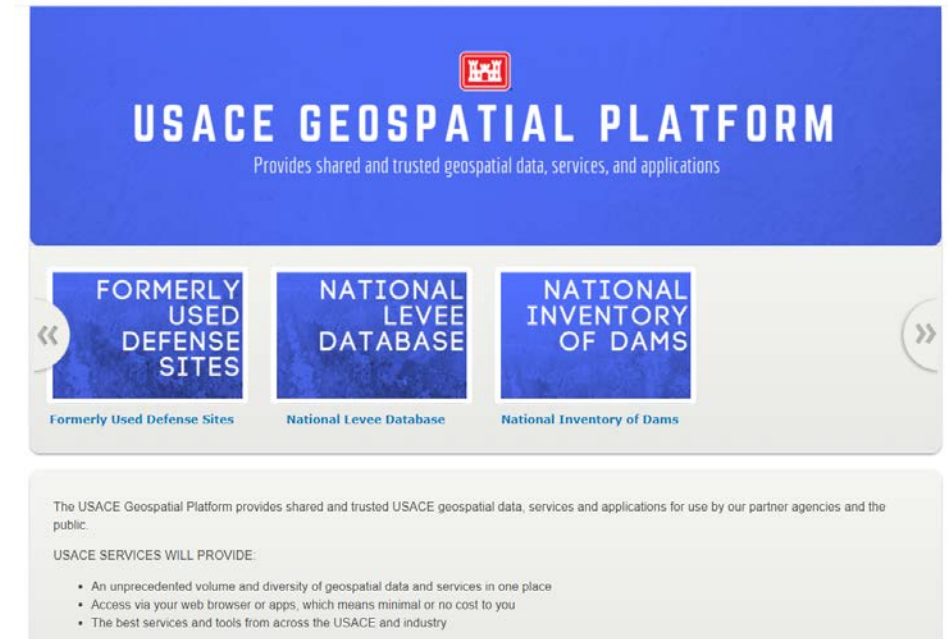 USACE GEOSPATIAL PLATFORM
Provides shared and trusted geospatial data, services, and applications
FORMERLY
USED
DEFENSE
SITES
NATIONAL
LEVEE
DATABASE
NATIONAL
INVENTORY
OF DAMS
«
»
Formerly Used Defense Sites
National Levee Database
National Inventory of Dams
The USACE Geospatial Platform provides shared and trusted USACE geospatial data, services and applications for use by our partner agencies and the
public.
USACE SERVICES WILL PROVIDE:
• An unprecedented volume and diversity of geospatial data and services in one place
• Access via your web browser or apps, which means minimal or no cost to you
• The best services and tools from across the USACE and industry